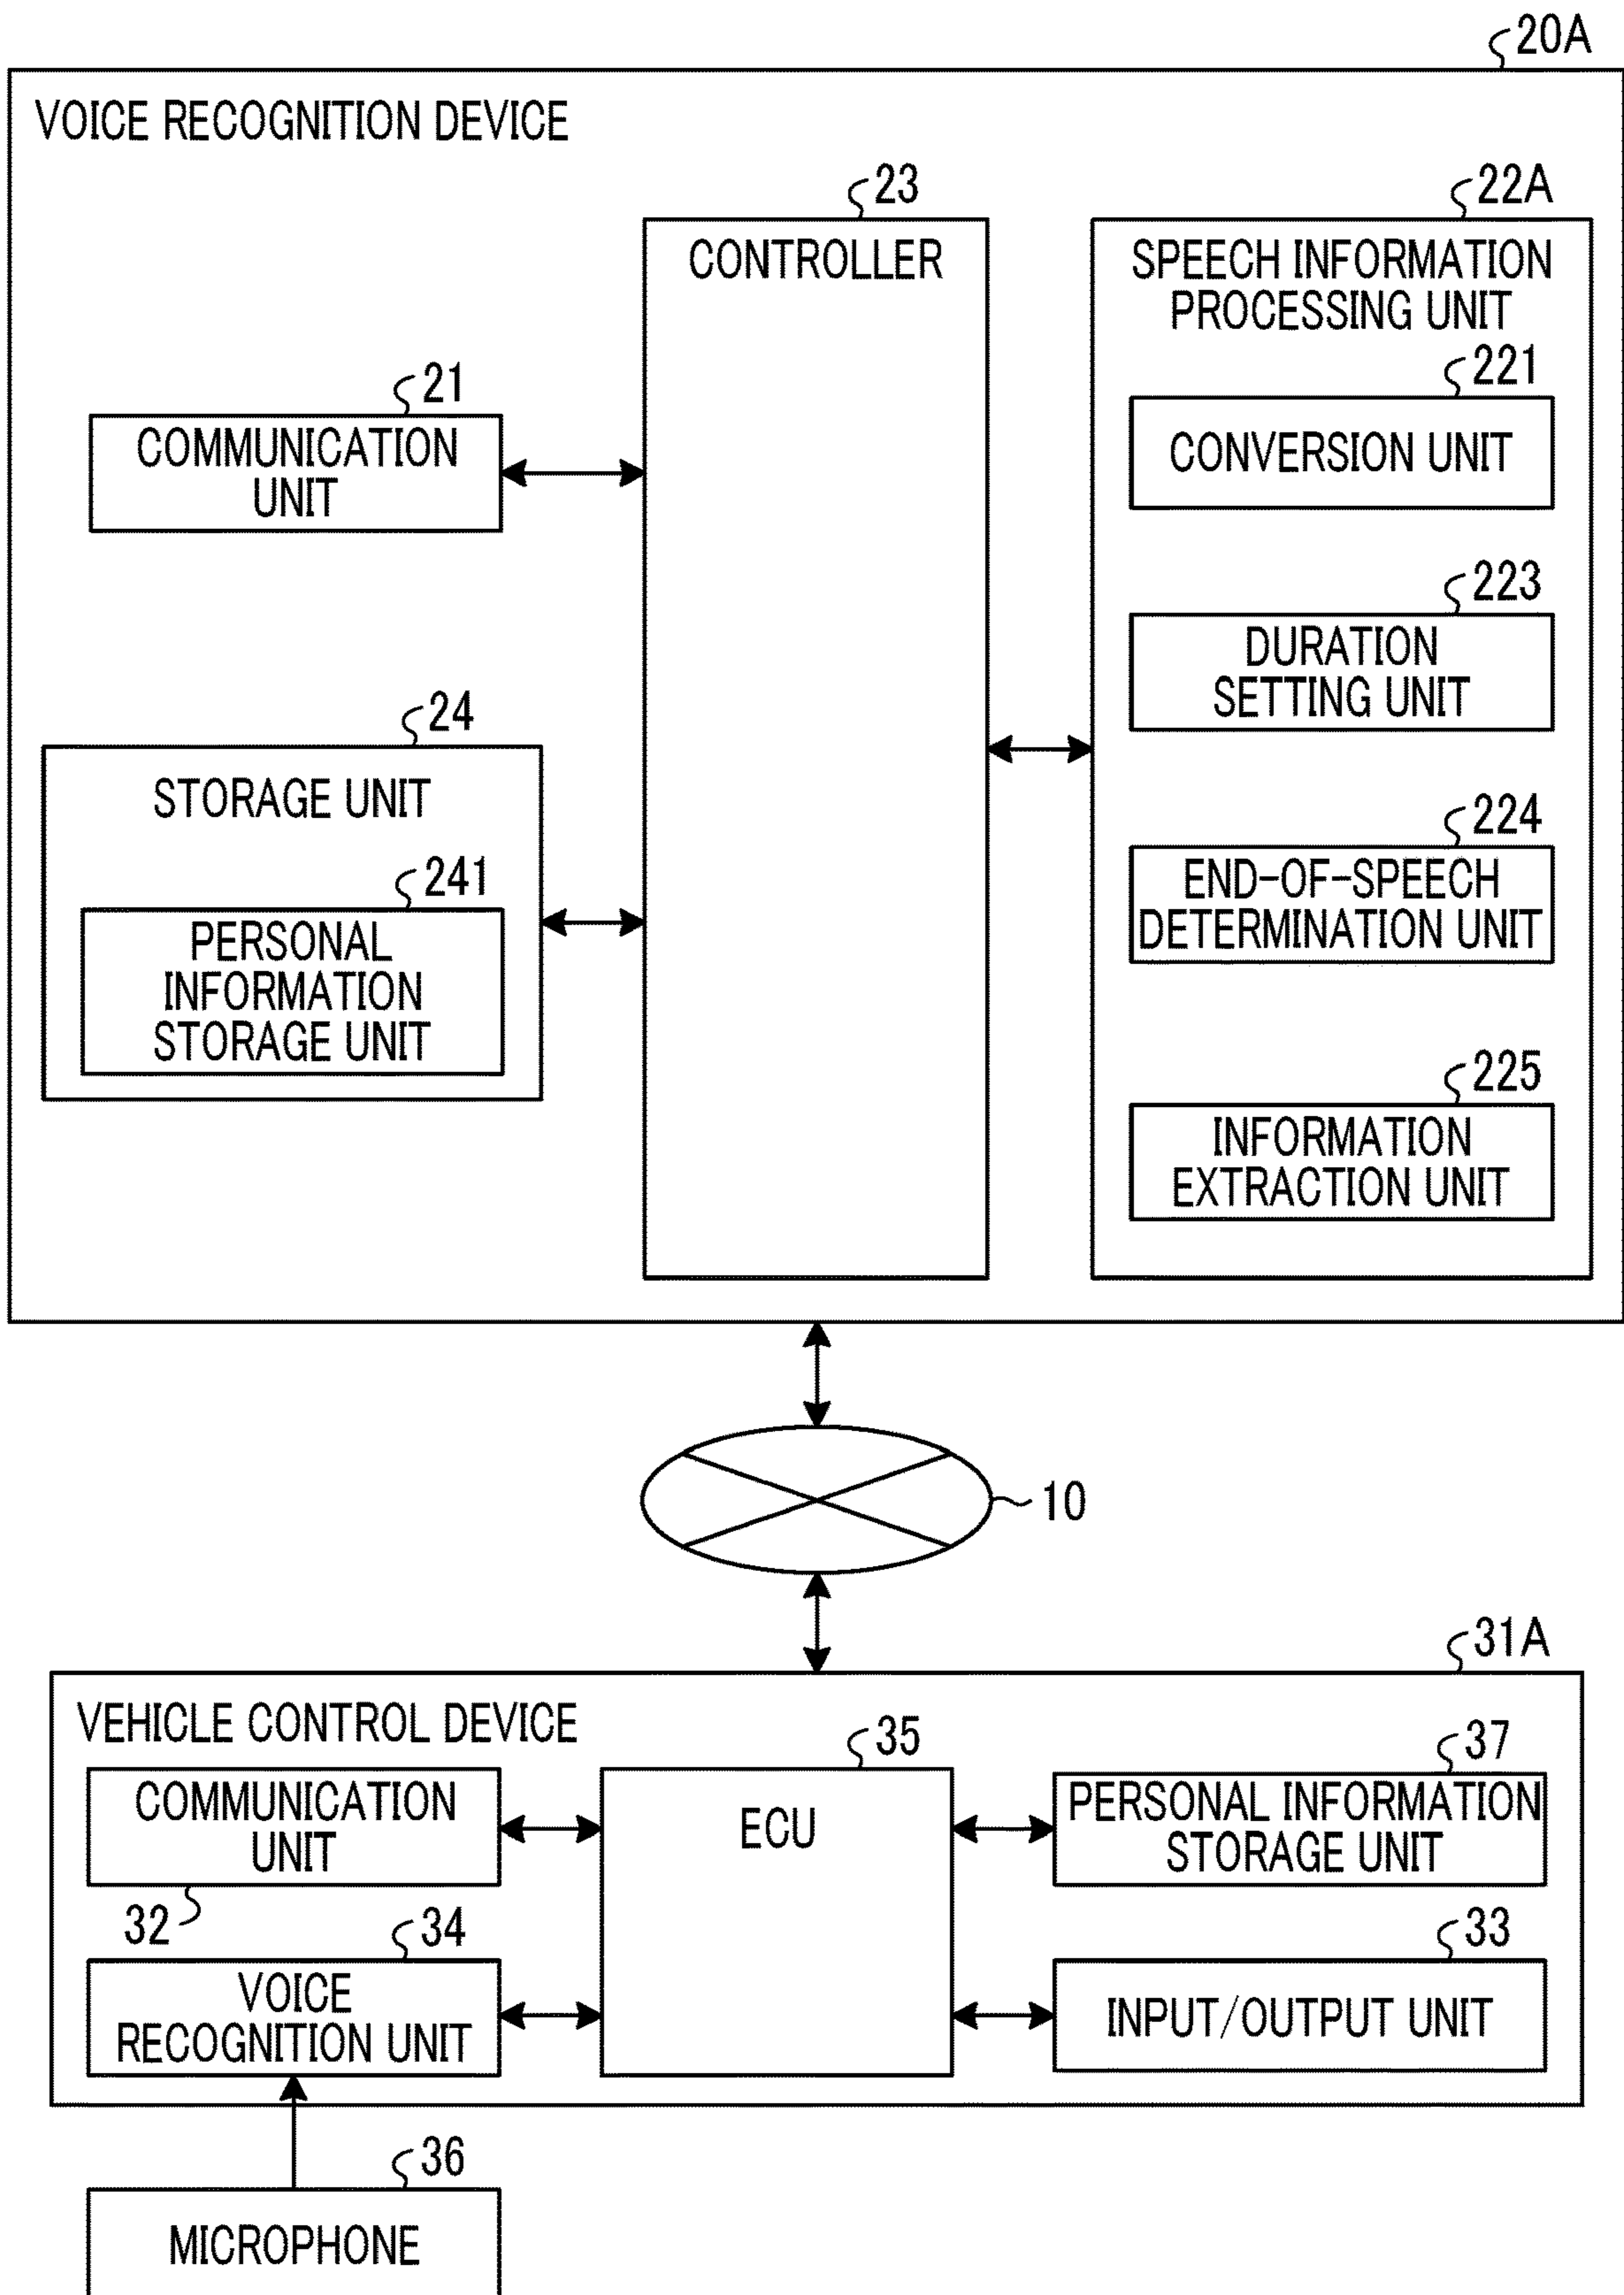 20A
VOICE RECOGNITION DEVICE
23
CONTROLLER
22A
SPEECH INFORMATION
PROCESSING UNIT
221
CONVERSION UNIT
21
COMMUNICATION
UNIT
223
DURATION
SETTING UNIT
24
STORAGE UNIT
241
PERSONAL
INFORMATION
STORAGE UNIT
224
END-OF-SPEECH
DETERMINATION UNIT
225
INFORMATION
EXTRACTION UNIT
10
31A
VEHICLE CONTROL DEVICE
COMMUNICATION
UNIT
32
35
ECU
37
PERSONAL INFORMATION
STORAGE UNIT
34
VOICE
RECOGNITION UNIT
33
INPUT/OUTPUT UNIT
36
MICROPHONE